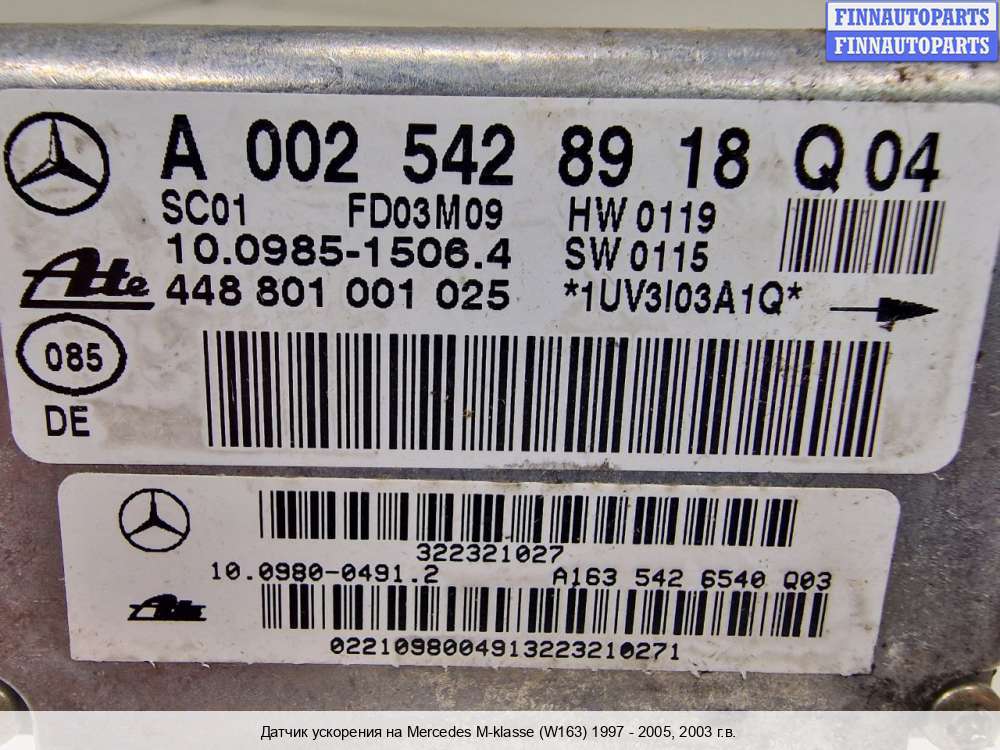 FINNAUTOPARTS
FINNAUTOPARTS
A 002 542 89 18 Q 04
SC01 FD03M09 HW 0119
10.0985-1506.4 SW 0115
Ate 448 801 001 025 *1UV3I03A1Q*
085
DE
322321027
10.0980-0491.2 A163 542 6540 Q03
Ate
0221098004913223210271
Датчик ускорения на Mercedes M-klasse (W163) 1997 - 2005, 2003 г.в.